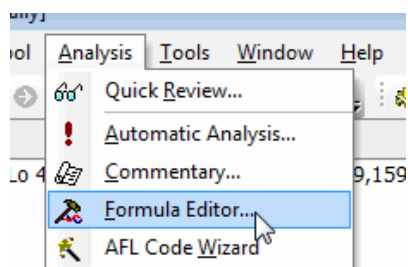 ully]
ool Analysis Tools Window Help
Quick Review...
Automatic Analysis...
Lo 4
9,159
Commentary...
Formula Editor...
AFL Code Wizard